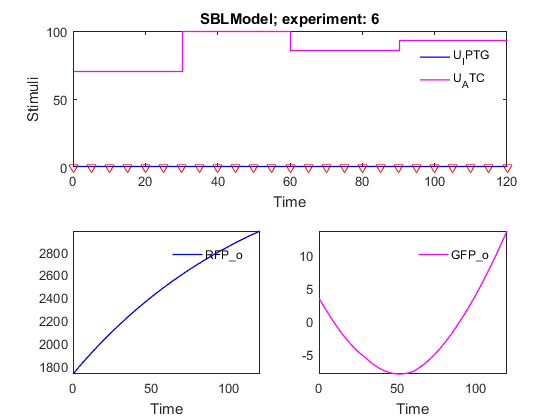 SBLModel; experiment: 6
Stimuli
100
50
0
U_IPTG
U_ATC
0 20 40 60 80 100 120
Time
2800
2600
2400
2200
2000
1800
RFP_o
0 50 100
Time
10
5
0
-5
GFP_o
0 50 100
Time